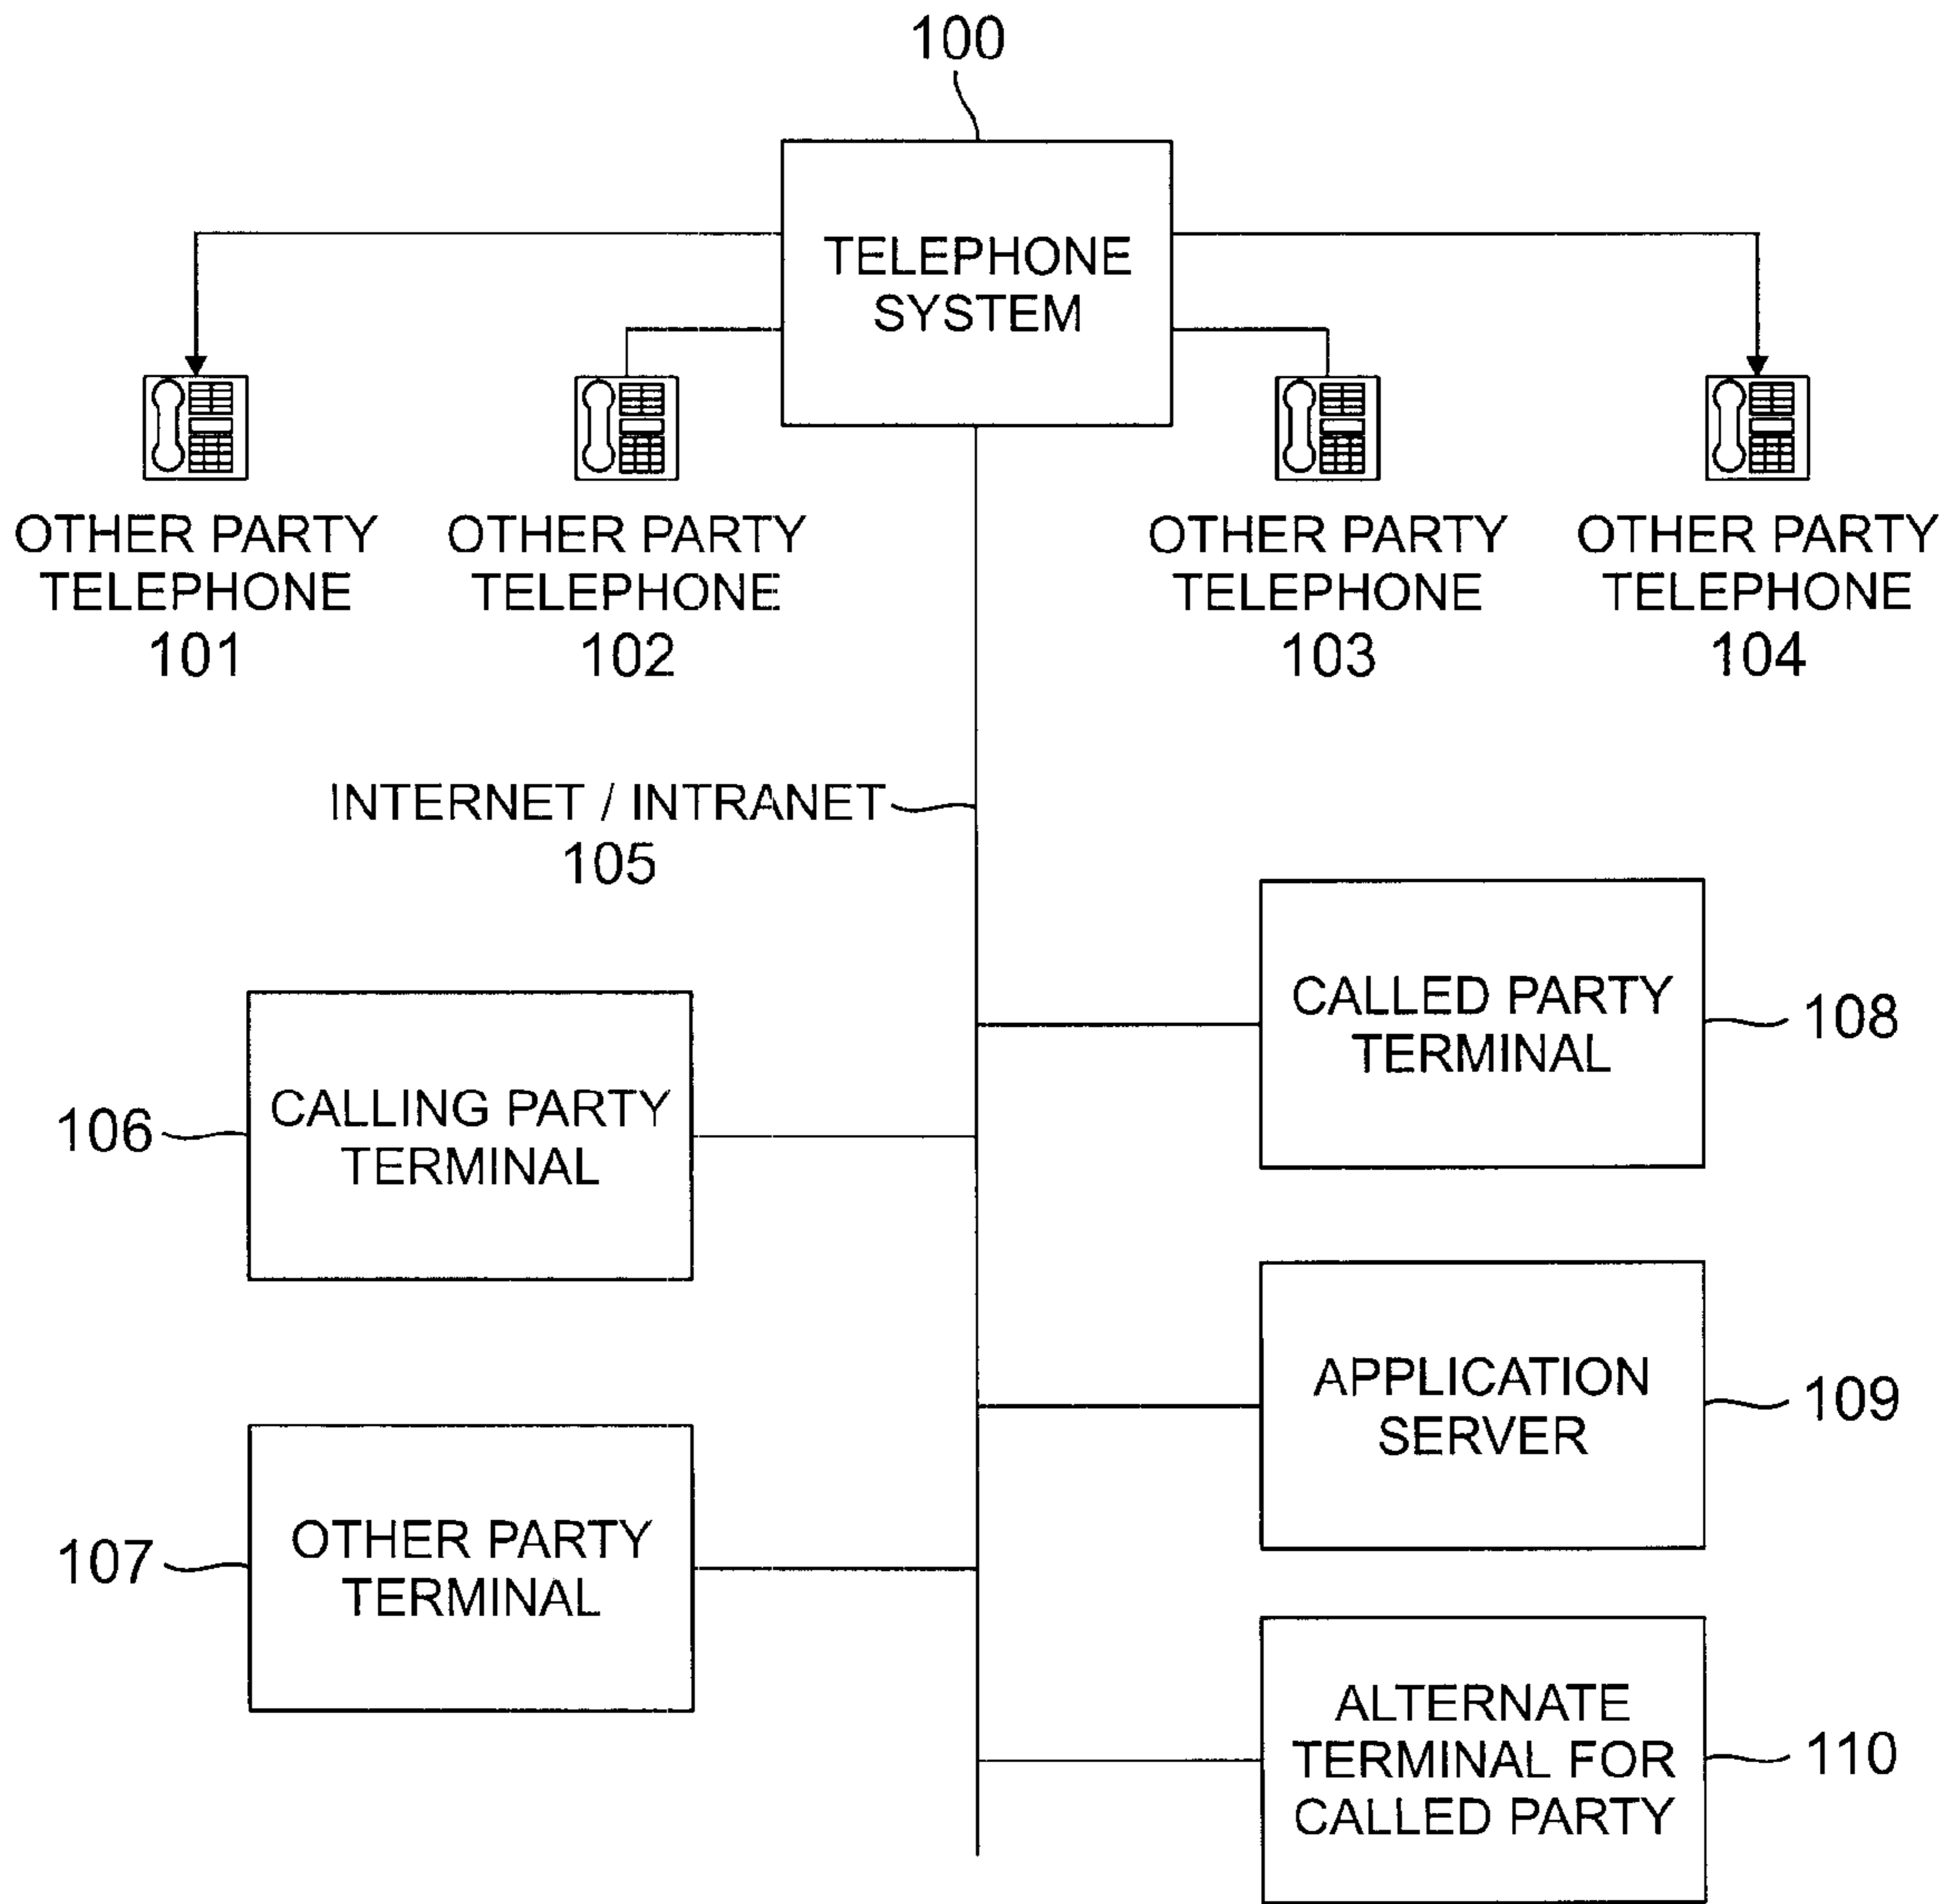 100
TELEPHONE
SYSTEM
OTHER PARTY
TELEPHONE
101
OTHER PARTY
TELEPHONE
102
OTHER PARTY
TELEPHONE
103
OTHER PARTY
TELEPHONE
104
INTERNET / INTRANET
105
CALLED PARTY
TERMINAL
108
CALLING PARTY
TERMINAL
106
APPLICATION
SERVER
109
OTHER PARTY
TERMINAL
107
ALTERNATE
TERMINAL FOR
CALLED PARTY
110